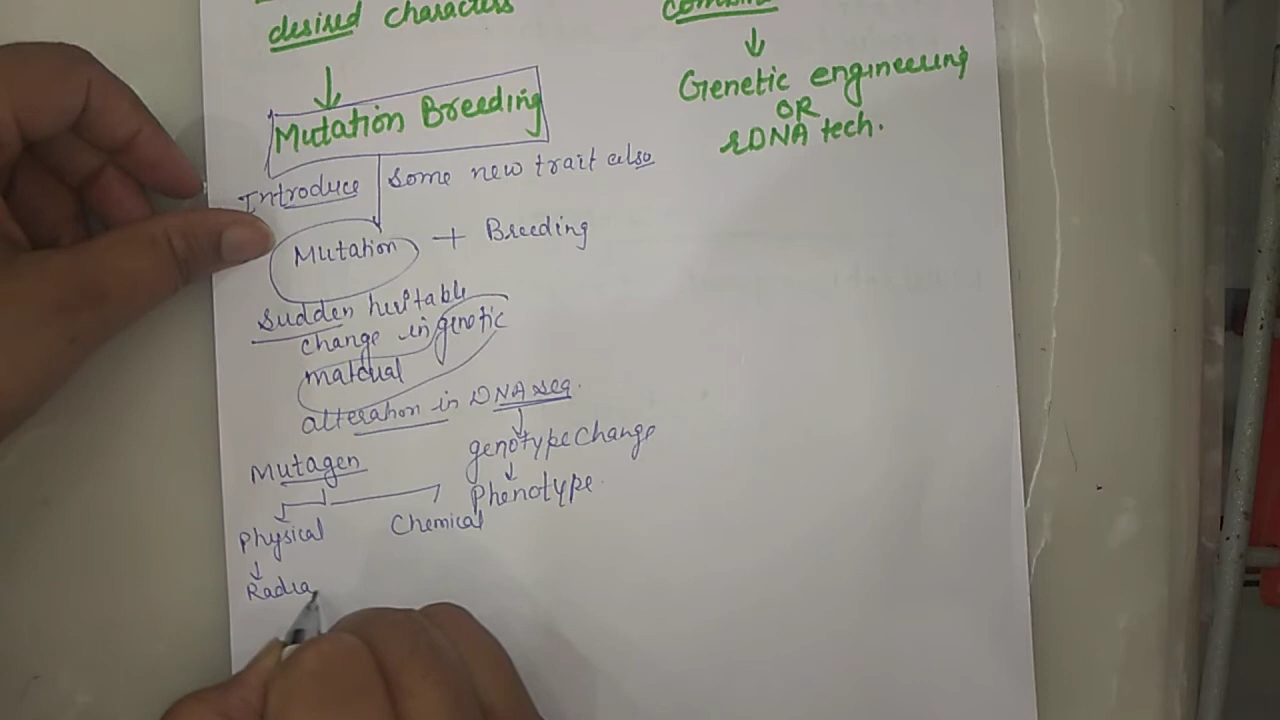 desired characters
Mutation Breeding
Introduce some new trait also
Mutation + Breeding
Sudden heritable
change in genetic
material
alteration in DNA seq.
genotype change
Phenotype.
Mutagen
Physical
Chemical
Radia
Genetic engineering
OR
rDNA tech.